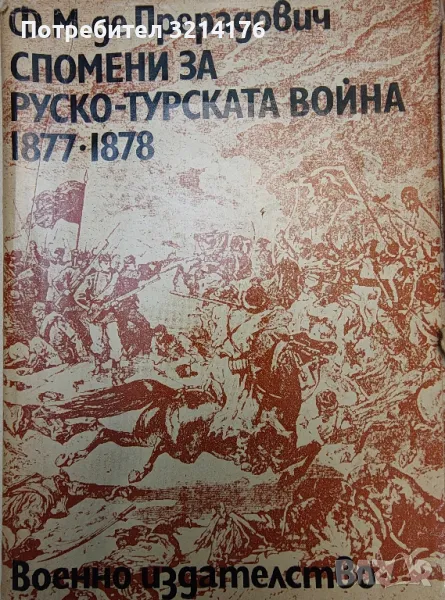 Ф. М. де Прерадович
Потребител 3214176
СПОМЕНИ ЗА
РУСКО-ТУРСКАТА ВОЙНА
1877·1878
Военно издателство